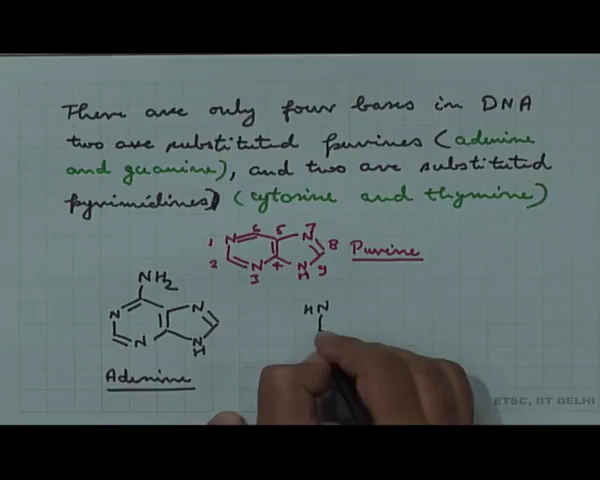 There are only four bases in DNA
two are substituted purines (adenine
and guanine), and two are substituted
pyrimidines) (cytosine and thymine)
6 5 7
1 N N 8
2 N 3 4 N H 9
Purine
NH2
N N
N N H
Adenine
HN
ETSC, IIT DELHI